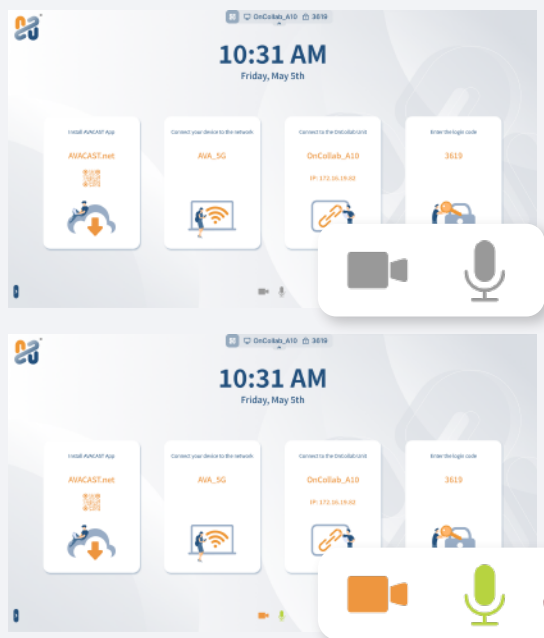 OnCollab_A10 3619
10:31 AM
Friday, May 5th
Install AVACAST App
AVACAST.net
Connect your device to the network
AVA_5G
Connect to the OnCollab Unit
OnCollab_A10
IP: 172.16.19.02
Enter the login code
3619
OnCollab_A10 3619
10:31 AM
Friday, May 5th
Install AVACAST App
AVACAST.net
Connect your device to the network
AVA_5G
Connect to the OnCollab Unit
OnCollab_A10
IP: 172.16.19.02
Enter the login code
3619